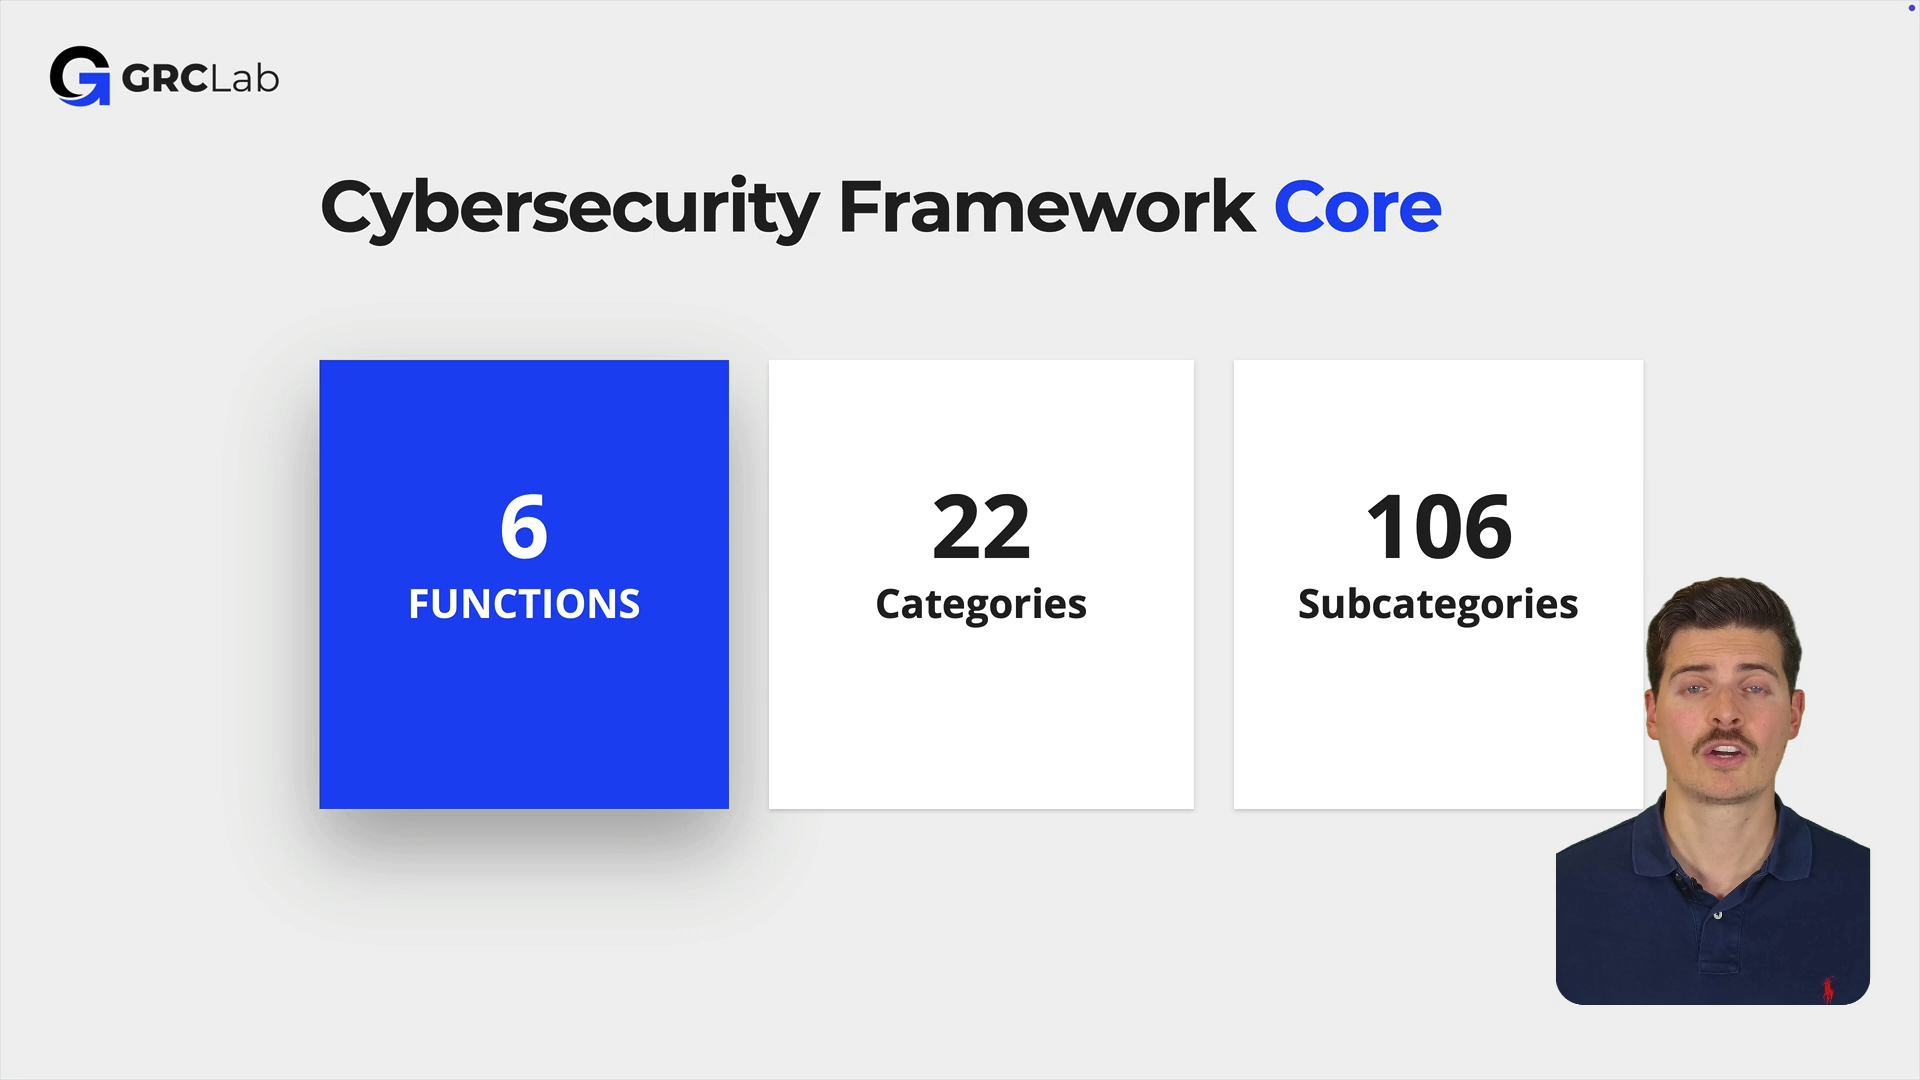 GRCLab
Cybersecurity Framework Core
6
FUNCTIONS
22
Categories
106
Subcategories